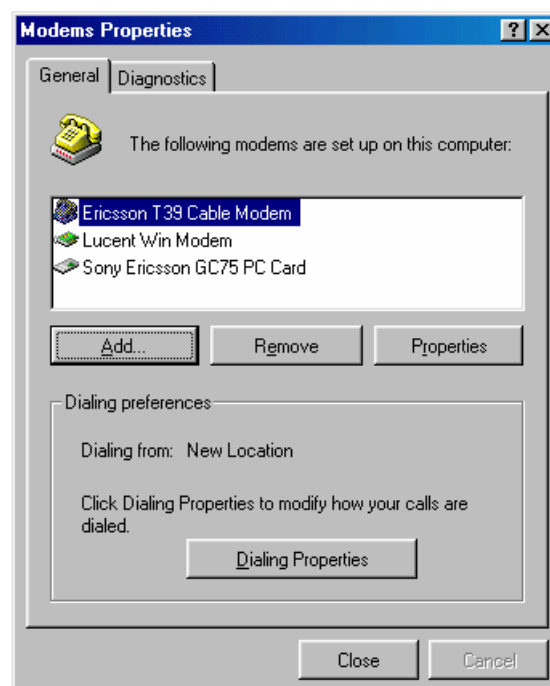 Modems Properties
General
Diagnostics
The following modems are set up on this computer:
Ericsson T39 Cable Modem
Lucent Win Modem
Sony Ericsson GC75 PC Card
Add...
Remove
Properties
Dialing preferences
Dialing from: New Location
Click Dialing Properties to modify how your calls are
dialed.
Dialing Properties
Close
Cancel